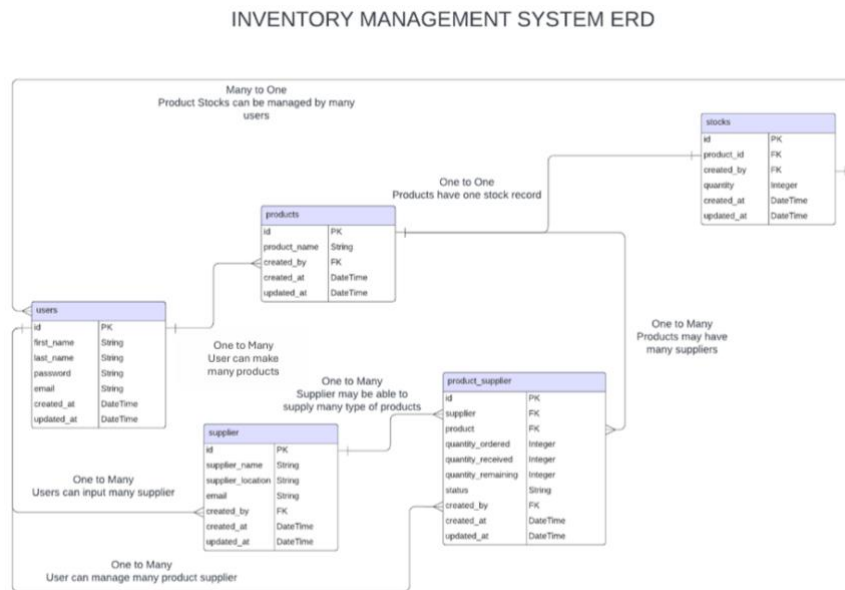 INVENTORY MANAGEMENT SYSTEM ERD
Many to One
Product Stocks can be managed by many
users
stocks
id PK
product_id FK
created_by FK
quantity Integer
created_at DateTime
updated_at DateTime
One to One
Products have one stock record
products
id PK
product_name String
created_by FK
created_at DateTime
updated_at DateTime
users
id PK
first_name String
last_name String
password String
email String
created_at DateTime
updated_at DateTime
One to Many
User can make
many products
One to Many
Products may have
many suppliers
One to Many
Supplier may be able to
supply many type of products
product_supplier
id PK
supplier FK
product FK
quantity_ordered Integer
quantity_received Integer
quantity_remaining Integer
status String
created_by FK
created_at DateTime
updated_at DateTime
supplier
id PK
supplier_name String
supplier_location String
email String
created_by FK
created_at DateTime
updated_at DateTime
One to Many
Users can input many supplier
One to Many
User can manage many product supplier